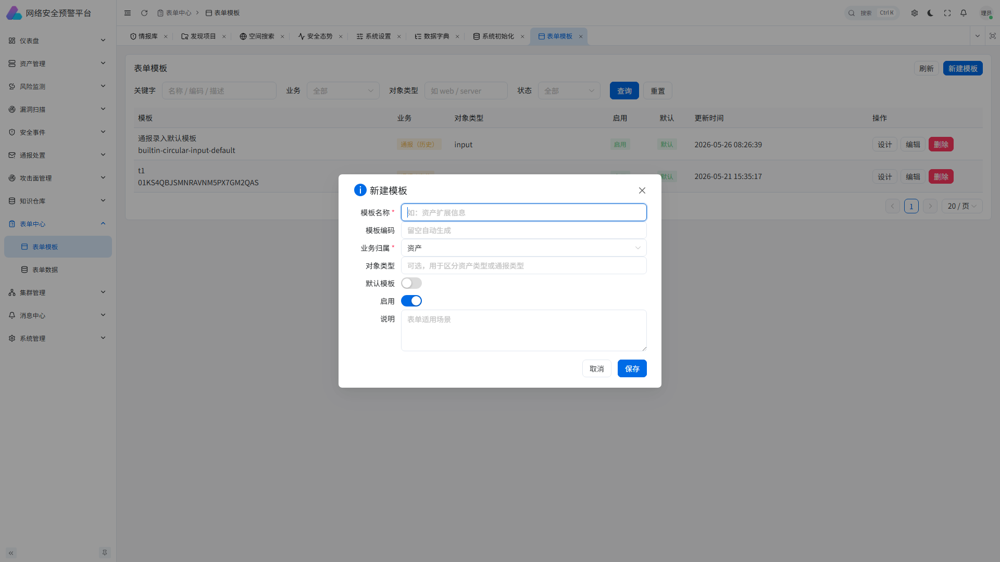 网络安全预警平台
表单中心
表单模板
搜索
Ctrl K
理员
情报库
发现项目
空间搜索
安全态势
系统设置
数据字典
系统初始化
表单模板
仪表盘
资产管理
风险监测
漏洞扫描
安全事件
通报处置
攻击面管理
知识仓库
表单中心
表单模板
表单数据
集群管理
消息中心
系统管理
表单模板
刷新
新建模板
关键字
名称 / 编码 / 描述
业务
全部
对象类型
如 web / server
状态
全部
查询
重置
模板
业务
对象类型
启用
默认
更新时间
操作
通报录入默认模板
builtin-circular-input-default
通报（历史）
input
启用
默认
2026-05-26 08:26:39
设计
编辑
删除
t1
01KS4QBJSMNRAVNM5PX7GM2QAS
默认
2026-05-21 15:35:17
设计
编辑
删除
1
20 / 页
新建模板
模板名称 *
如：资产扩展信息
模板编码
留空自动生成
业务归属 *
资产
对象类型
可选，用于区分资产类型或通报类型
默认模板
启用
说明
表单适用场景
取消
保存